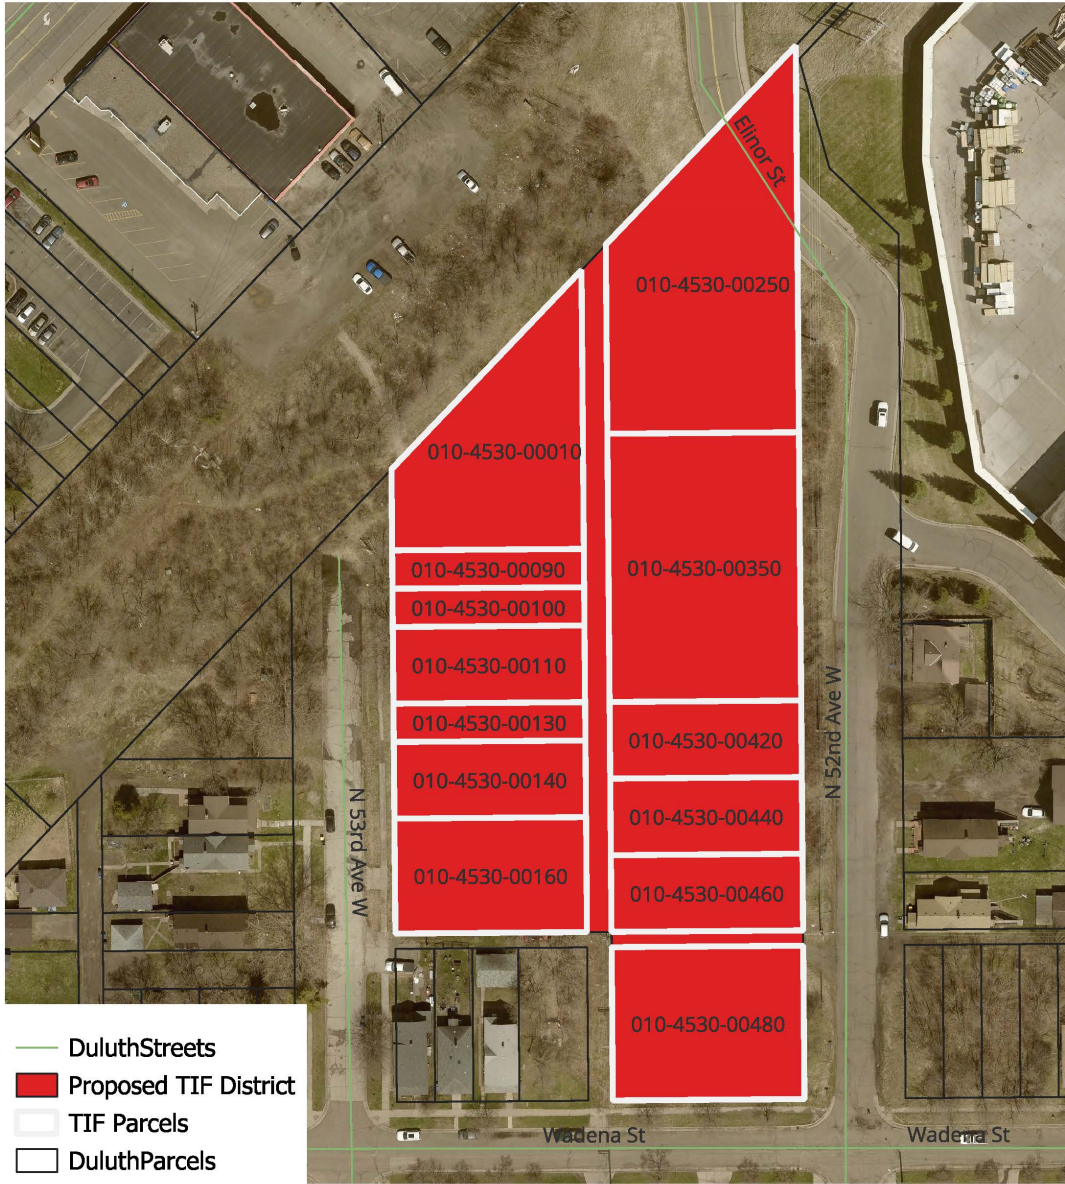 Elinor St
010-4530-00250
010-4530-00010
010-4530-00090
010-4530-00350
010-4530-00100
010-4530-00110
010-4530-00130
010-4530-00420
N 52nd Ave W
010-4530-00140
010-4530-00440
N 53rd Ave W
010-4530-00160
010-4530-00460
010-4530-00480
DuluthStreets
Proposed TIF District
TIF Parcels
DuluthParcels
Wadena St
Wadena St